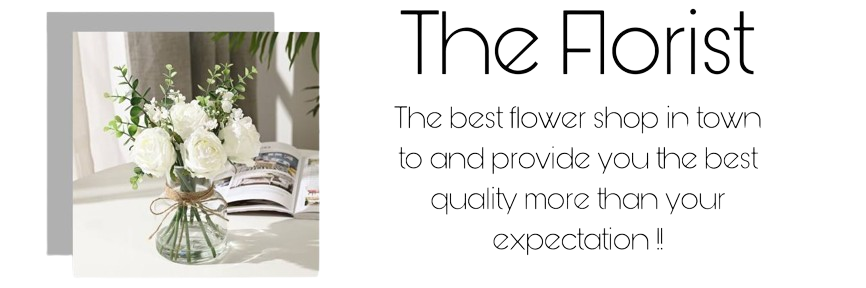 The Florist
The best flower shop in town
to and provide you the best
quality more than your
expectation !!